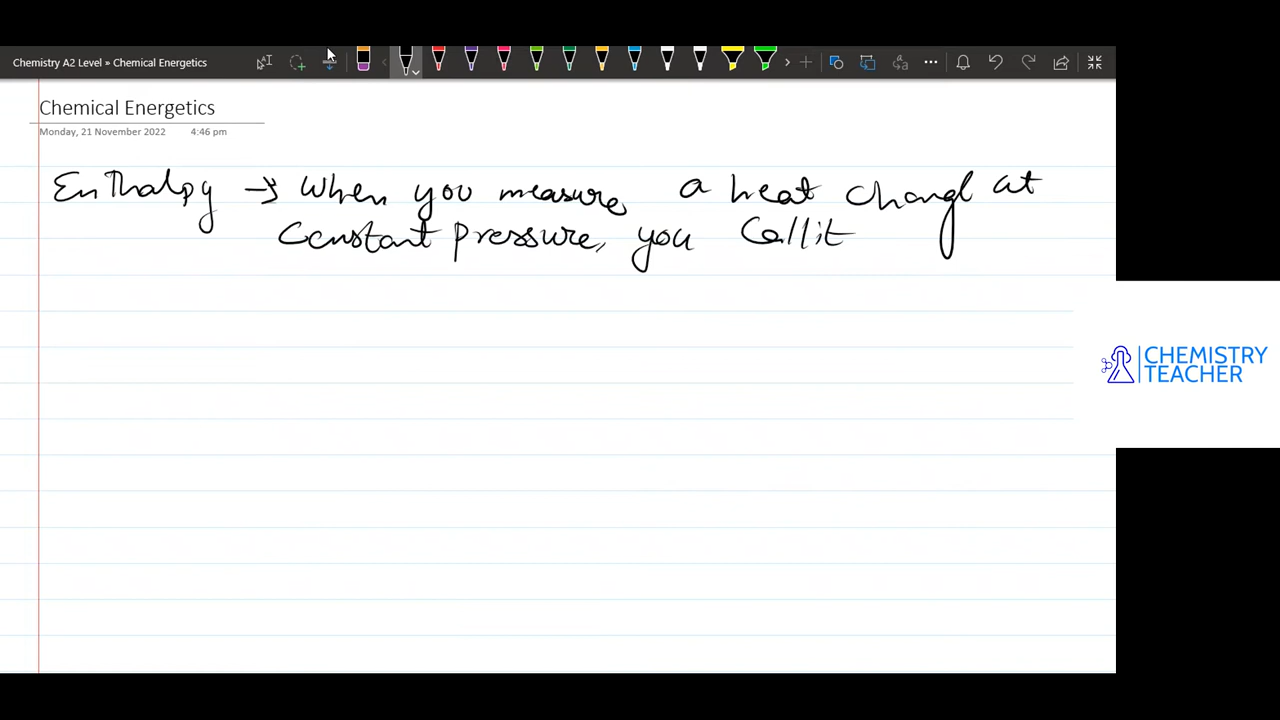 Chemistry A2 Level » Chemical Energetics
Chemical Energetics
Monday, 21 November 2022 4:46 pm
Enthalpy → When you measure a heat change at
Constant pressure, you Call it
CHEMISTRY
TEACHER